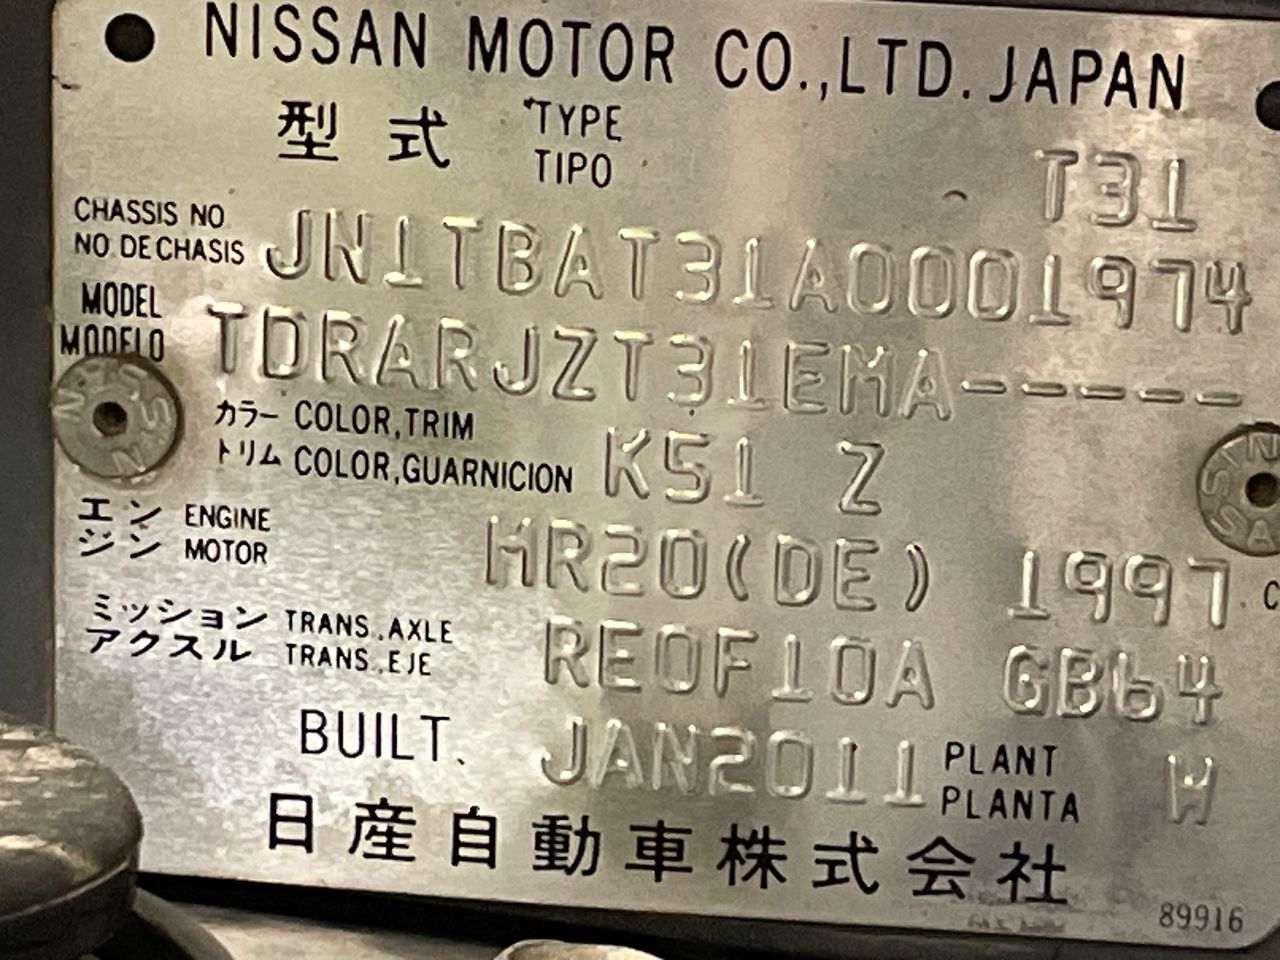 NISSAN MOTOR CO.,LTD. JAPAN
型式 TYPE TIPO T31
CHASSIS NO
NO. DE CHASIS JN1TBAT31A0001974
MODEL
MODELO TDRARJZT31EMA-----
カラー COLOR,TRIM
トリム COLOR,GUARNICION K51 Z
エンジン ENGINE MOTOR MR20(DE) 1997 C
ミッション TRANS.,AXLE
アクスル TRANS.,EJE RE0F10A GB64
BUILT. JAN2011 PLANT PLANTA W
日産自動車株式会社
89916